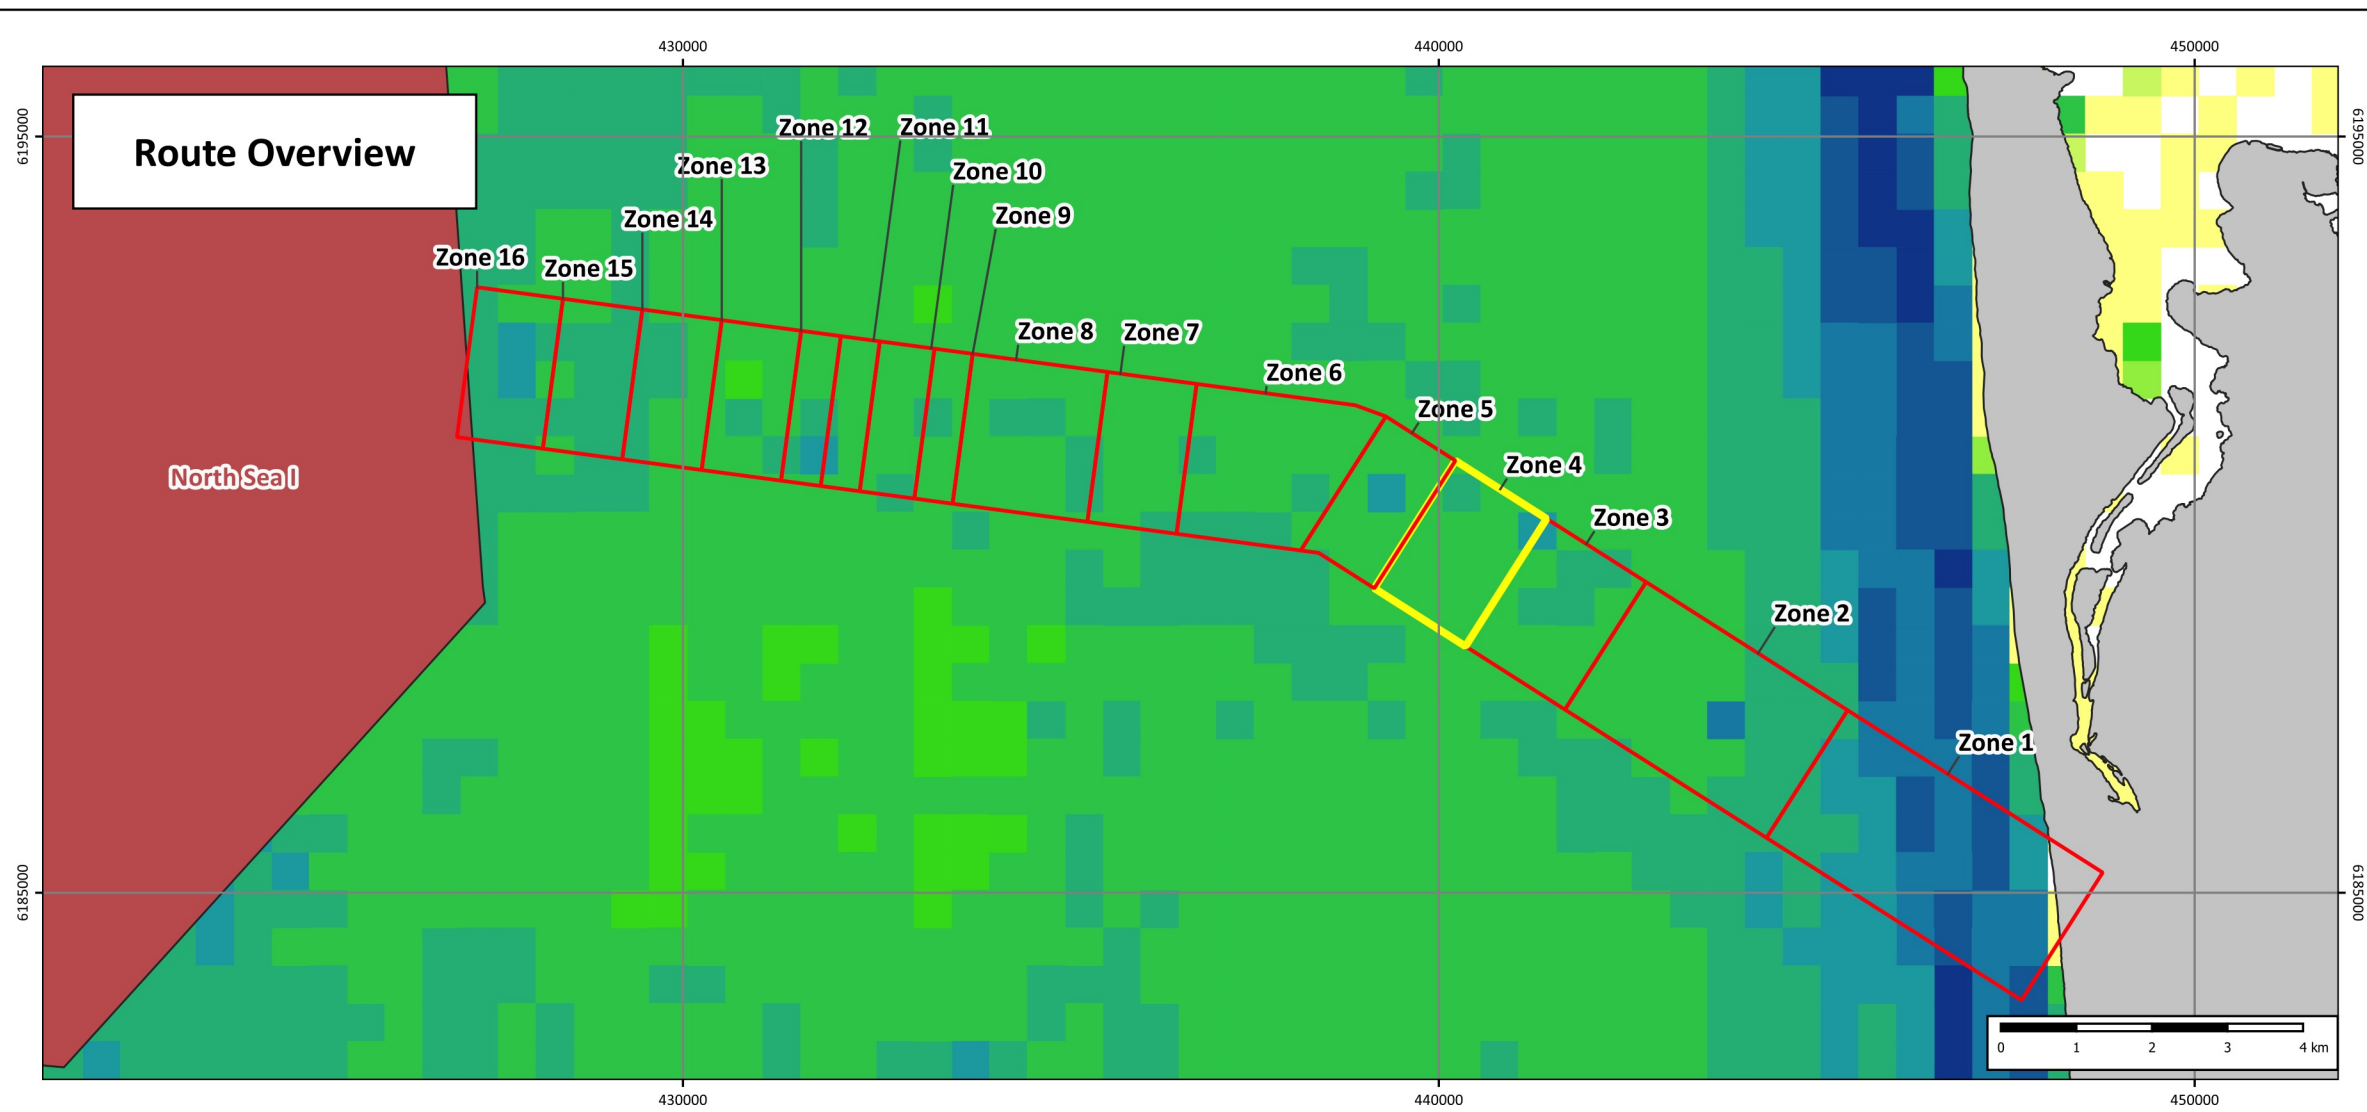 430000
440000
450000
6195000
6195000
Route Overview
Zone 12
Zone 11
Zone 13
Zone 10
Zone 14
Zone 9
Zone 16
Zone 15
Zone 8
Zone 7
Zone 6
Zone 5
Zone 4
North Sea I
Zone 3
Zone 2
Zone 1
6185000
6185000
0 1 2 3 4 km
430000
440000
450000